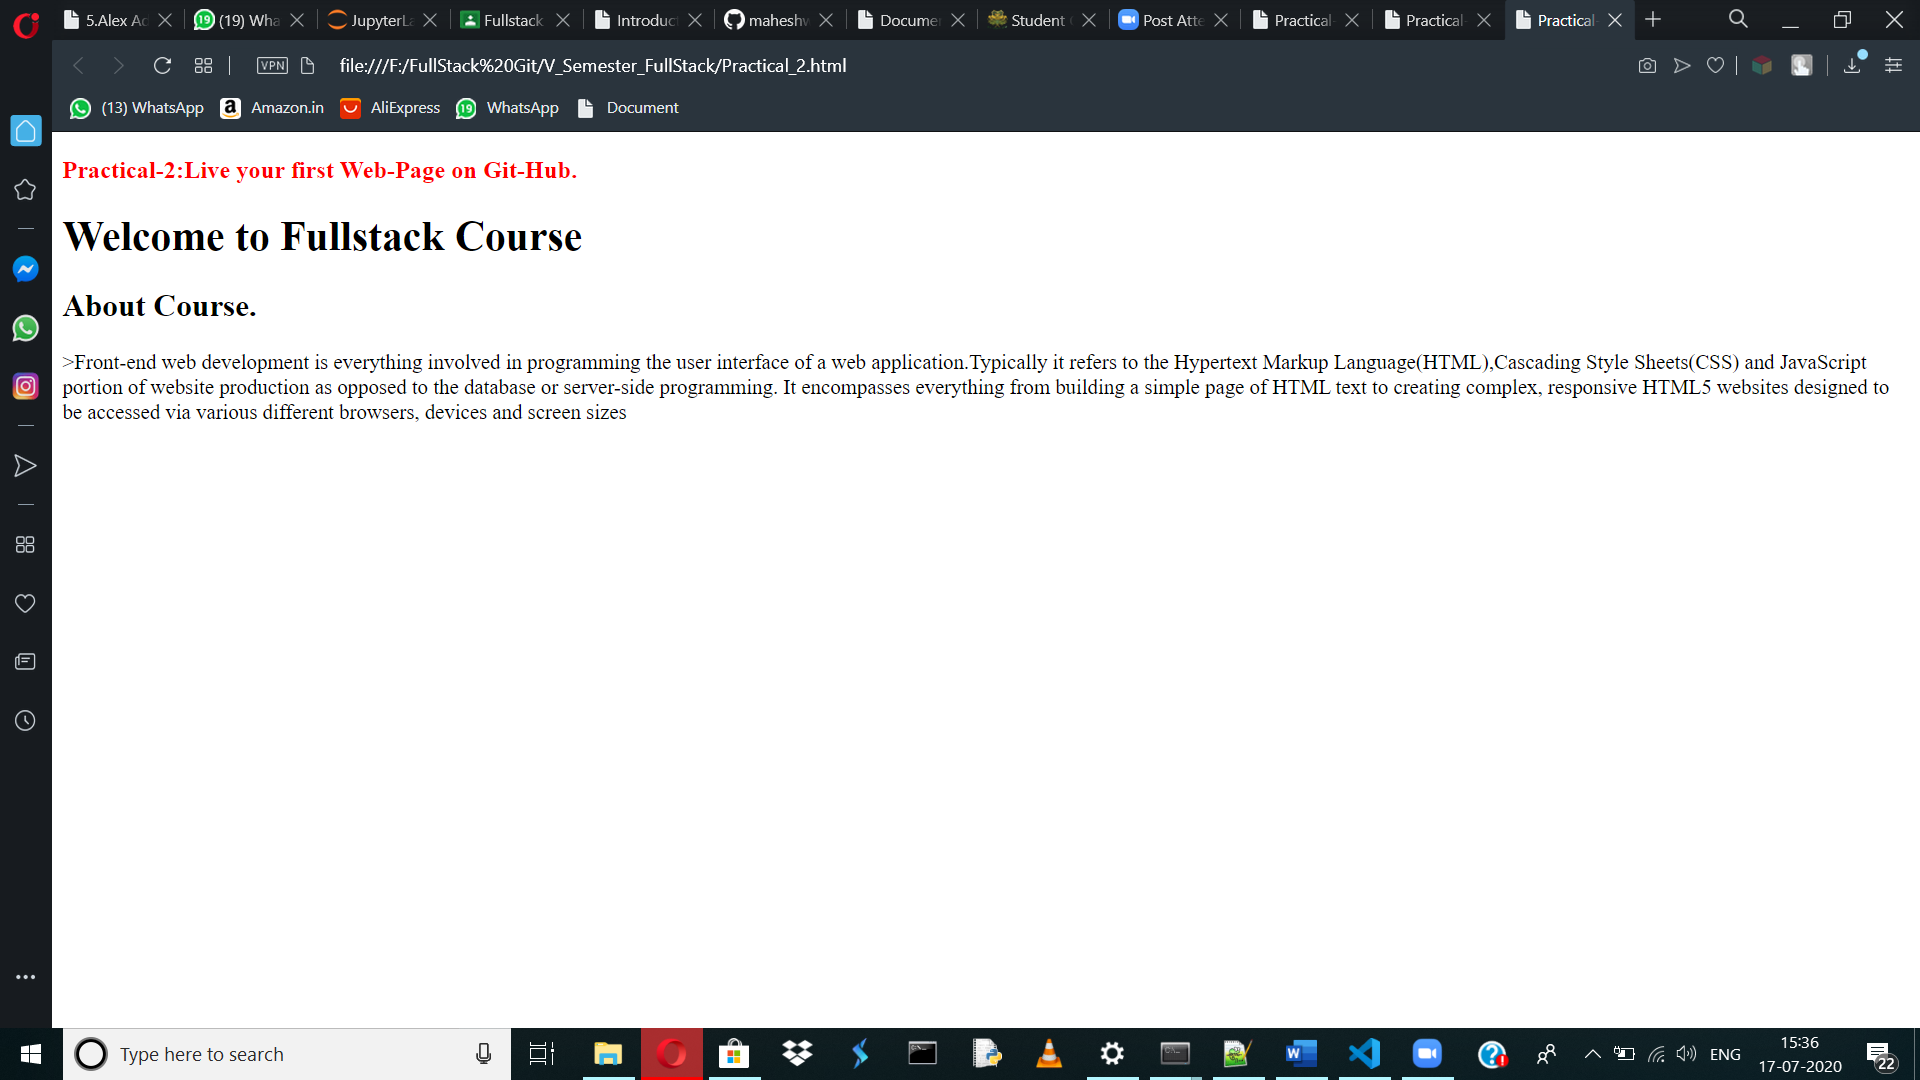 5.Alex Ad
(19) Wha
JupyterLa
Fullstack
Introduct
maheshw
Documen
Student
Post Atte
Practical-
Practical-
Practical-
VPN
file:///F:/FullStack%20Git/V_Semester_FullStack/Practical_2.html
(13) WhatsApp
Amazon.in
AliExpress
WhatsApp
Document
Practical-2:Live your first Web-Page on Git-Hub.
Welcome to Fullstack Course
About Course.
>Front-end web development is everything involved in programming the user interface of a web application.Typically it refers to the Hypertext Markup Language(HTML),Cascading Style Sheets(CSS) and JavaScript
portion of website production as opposed to the database or server-side programming. It encompasses everything from building a simple page of HTML text to creating complex, responsive HTML5 websites designed to
be accessed via various different browsers, devices and screen sizes
Type here to search
ENG
15:36
17-07-2020
22